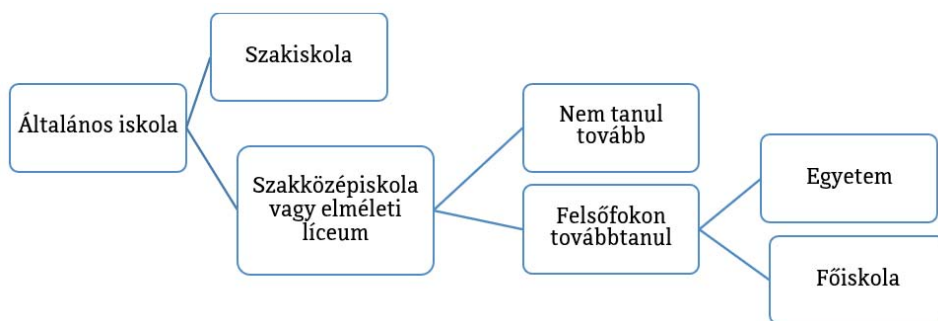 Szakiskola
Általános iskola
Szakközépiskola
vagy elméleti
líceum
Nem tanul
tovább
Felsőfokon
továbbtanul
Egyetem
Főiskola